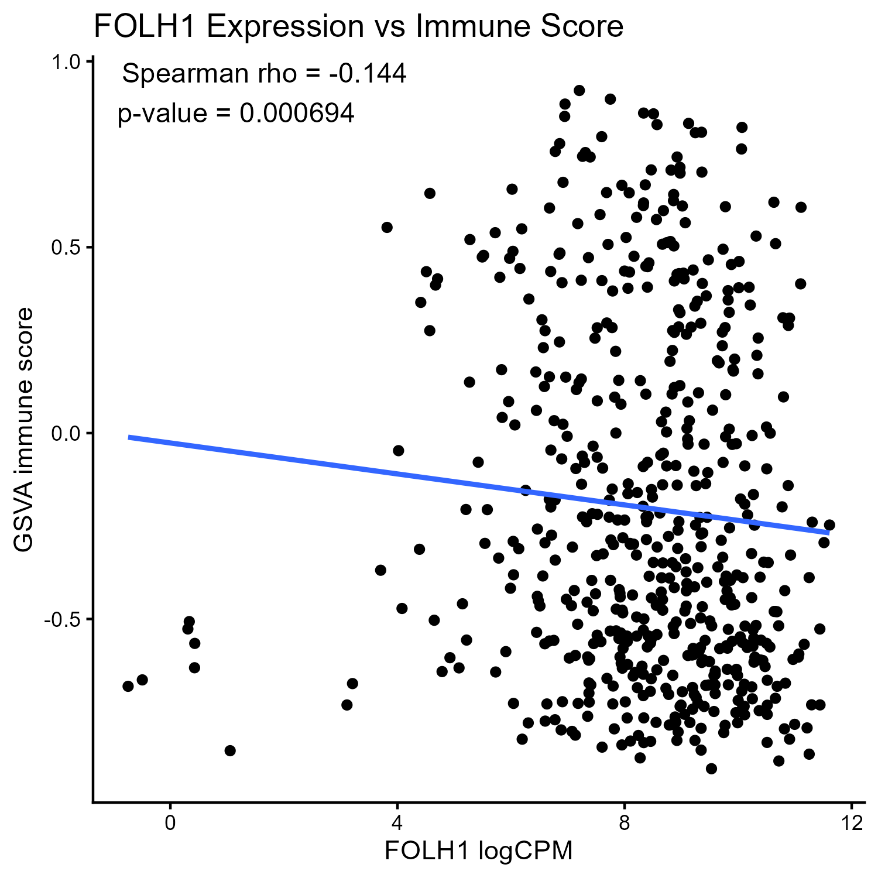 FOLH1 Expression vs Immune Score
Spearman rho = -0.144
p-value = 0.000694
1.0
0.5
0.0
-0.5
GSVA immune score
0 4 8 12
FOLH1 logCPM